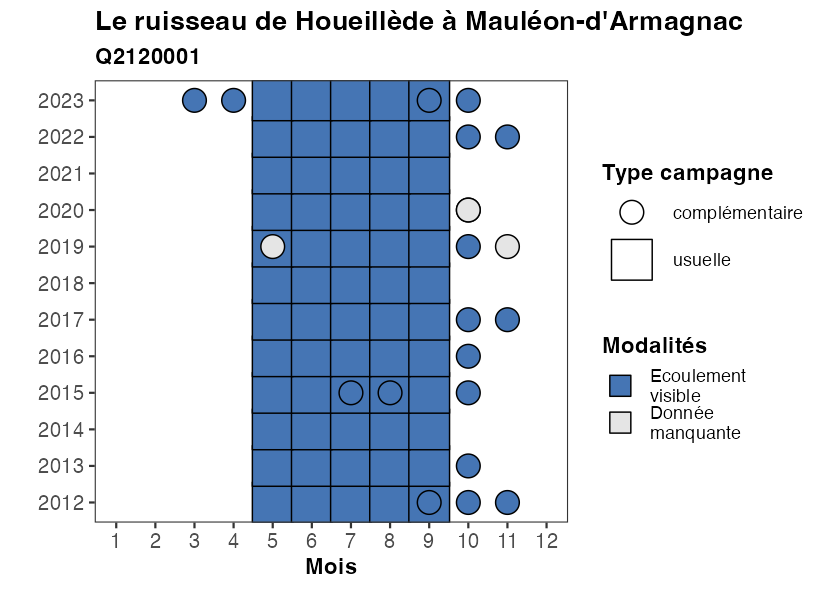 Le ruisseau de Houeillède à Mauléon-d'Armagnac
Q2120001
2023
2022
2021
2020
2019
2018
2017
2016
2015
2014
2013
2012
1 2 3 4 5 6 7 8 9 10 11 12
Mois
Type campagne
complémentaire
usuelle
Modalités
Ecoulement
visible
Donnée
manquante